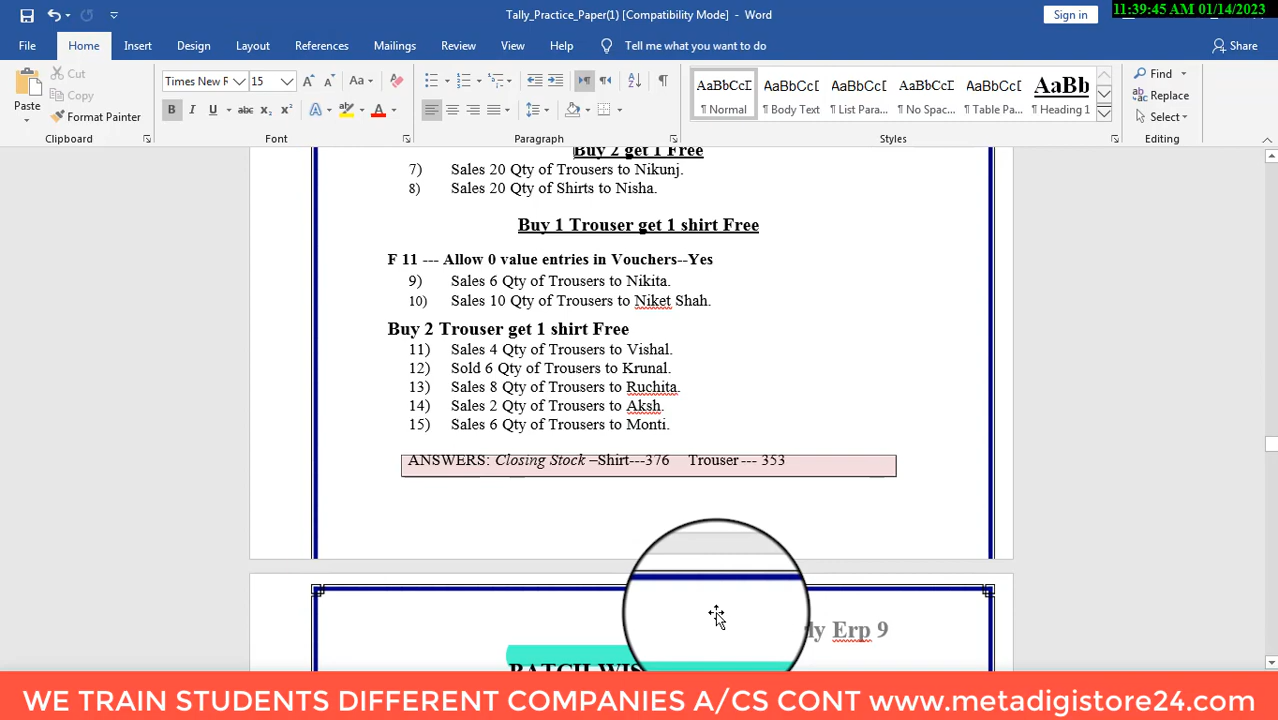 11:39:45 AM 01/14/2023
Tally_Practice_Paper(1) [Compatibility Mode] - Word
Sign in
File Home Insert Design Layout References Mailings Review View Help Tell me what you want to do Share
Paste
Cut
Copy
Format Painter
Clipboard
Times New R 15
Aa
B I U abc x₂ x² A A
Font
Paragraph
AaBbCcD AaBbCcI AaBbCcI AaBbCcI AaBbCcI AaBb
¶ Normal ¶ Body Text ¶ List Para... ¶ No Spac... ¶ Table Pa... ¶ Heading 1
Styles
Find
Replace
Select
Editing
Buy 2 get 1 Free
7) Sales 20 Qty of Trousers to Nikunj.
8) Sales 20 Qty of Shirts to Nisha.
Buy 1 Trouser get 1 shirt Free
F 11 --- Allow 0 value entries in Vouchers--Yes
9) Sales 6 Qty of Trousers to Nikita.
10) Sales 10 Qty of Trousers to Niket Shah.
Buy 2 Trouser get 1 shirt Free
11) Sales 4 Qty of Trousers to Vishal.
12) Sold 6 Qty of Trousers to Krunal.
13) Sales 8 Qty of Trousers to Ruchita.
14) Sales 2 Qty of Trousers to Aksh.
15) Sales 6 Qty of Trousers to Monti.
ANSWERS: Closing Stock –Shirt---376 Trouser--- 353
Erp 9
WE TRAIN STUDENTS DIFFERENT COMPANIES A/CS CONT www.metadigistore24.com